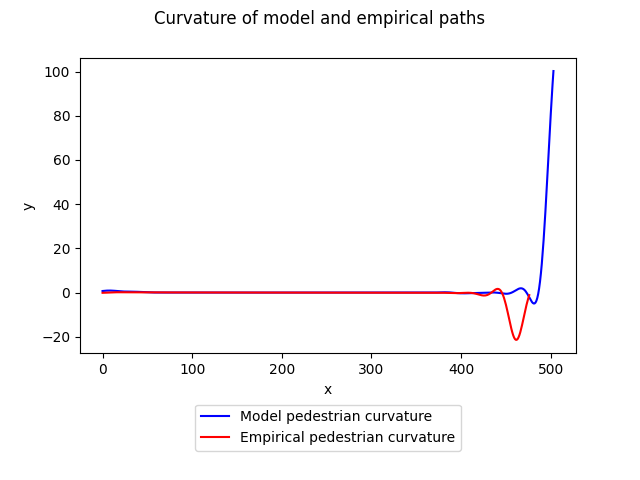 Curvature of model and empirical paths
100
80
60
40
20
0
−20
y
0 100 200 300 400 500
x
Model pedestrian curvature
Empirical pedestrian curvature